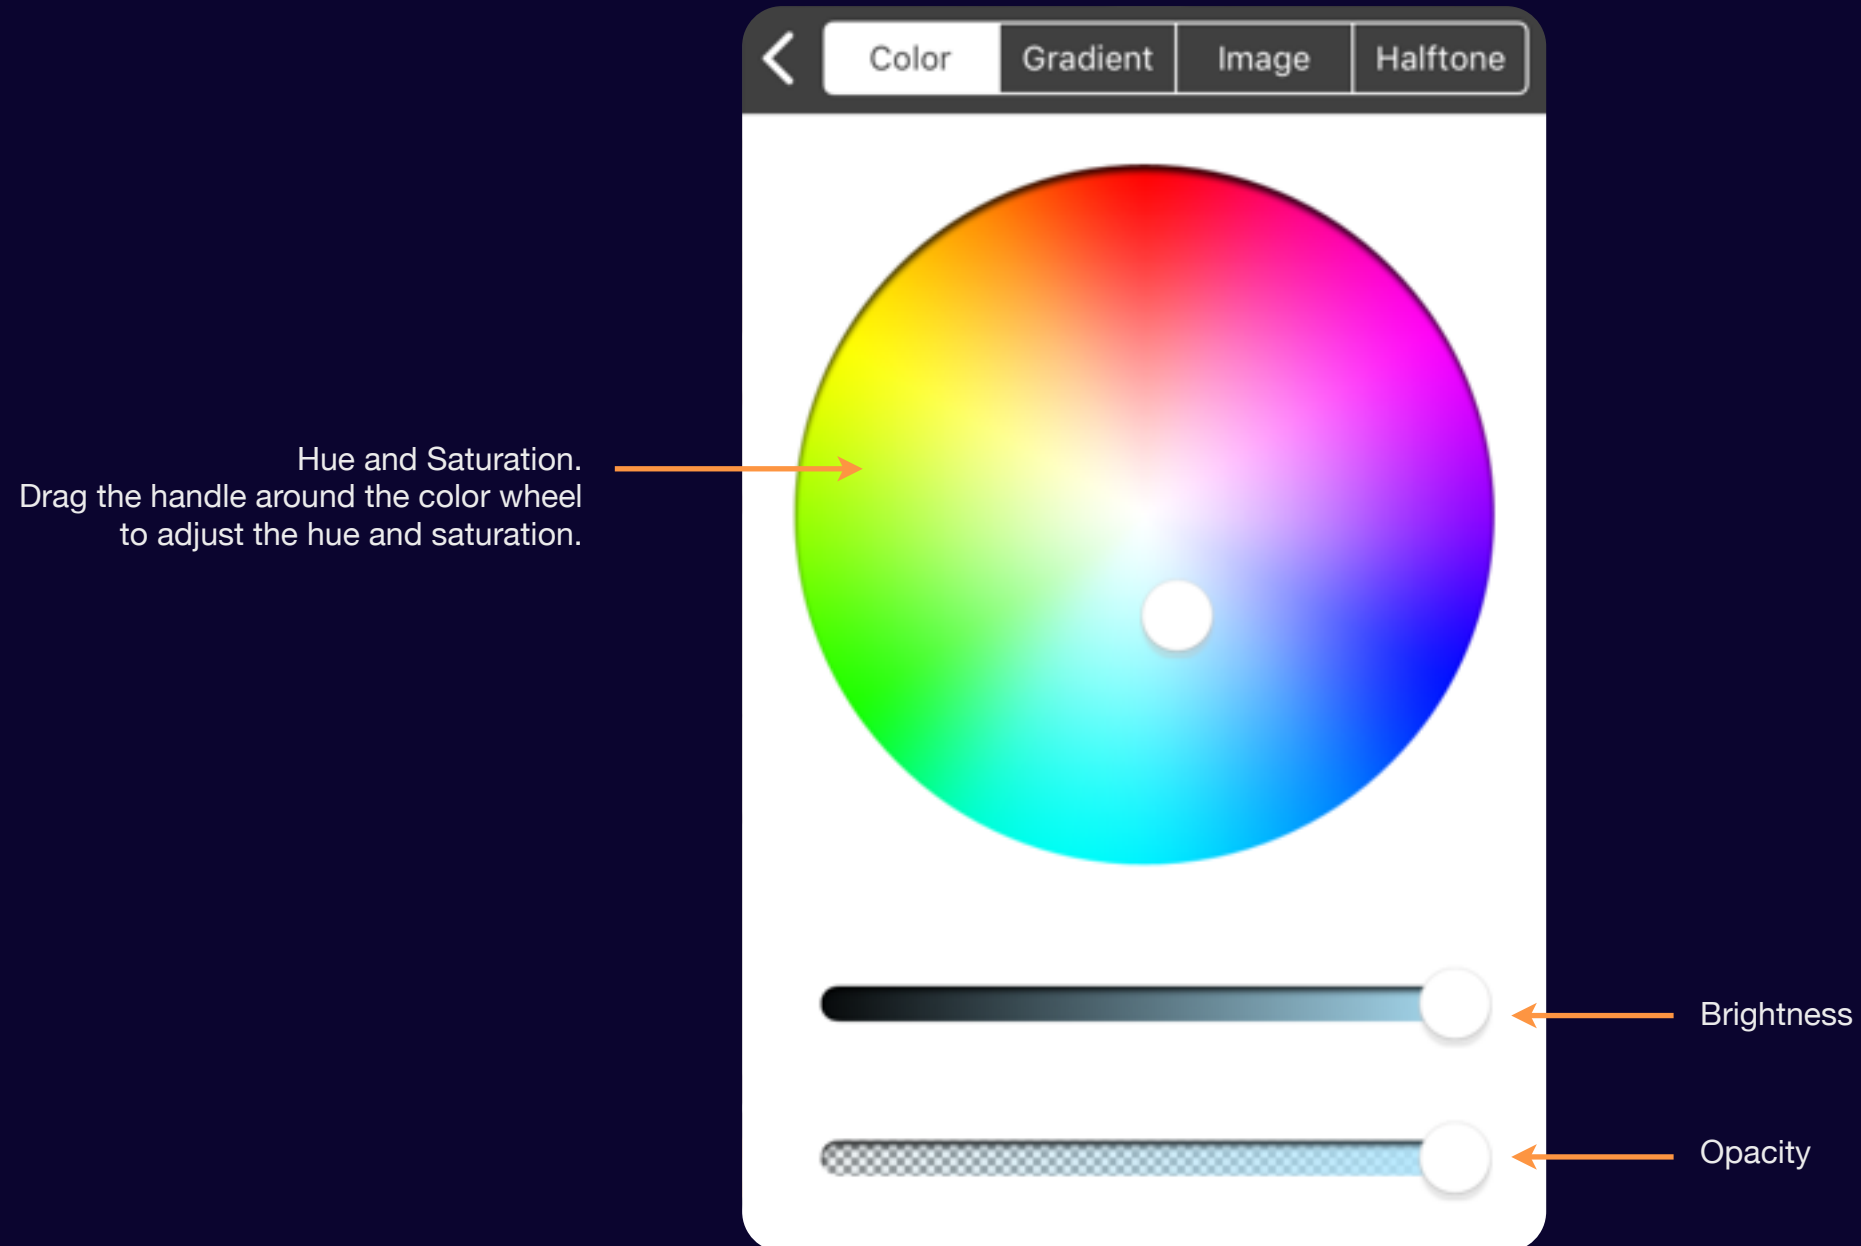 Color Gradient Image Halftone
Hue and Saturation.
Drag the handle around the color wheel
to adjust the hue and saturation.
Brightness
Opacity